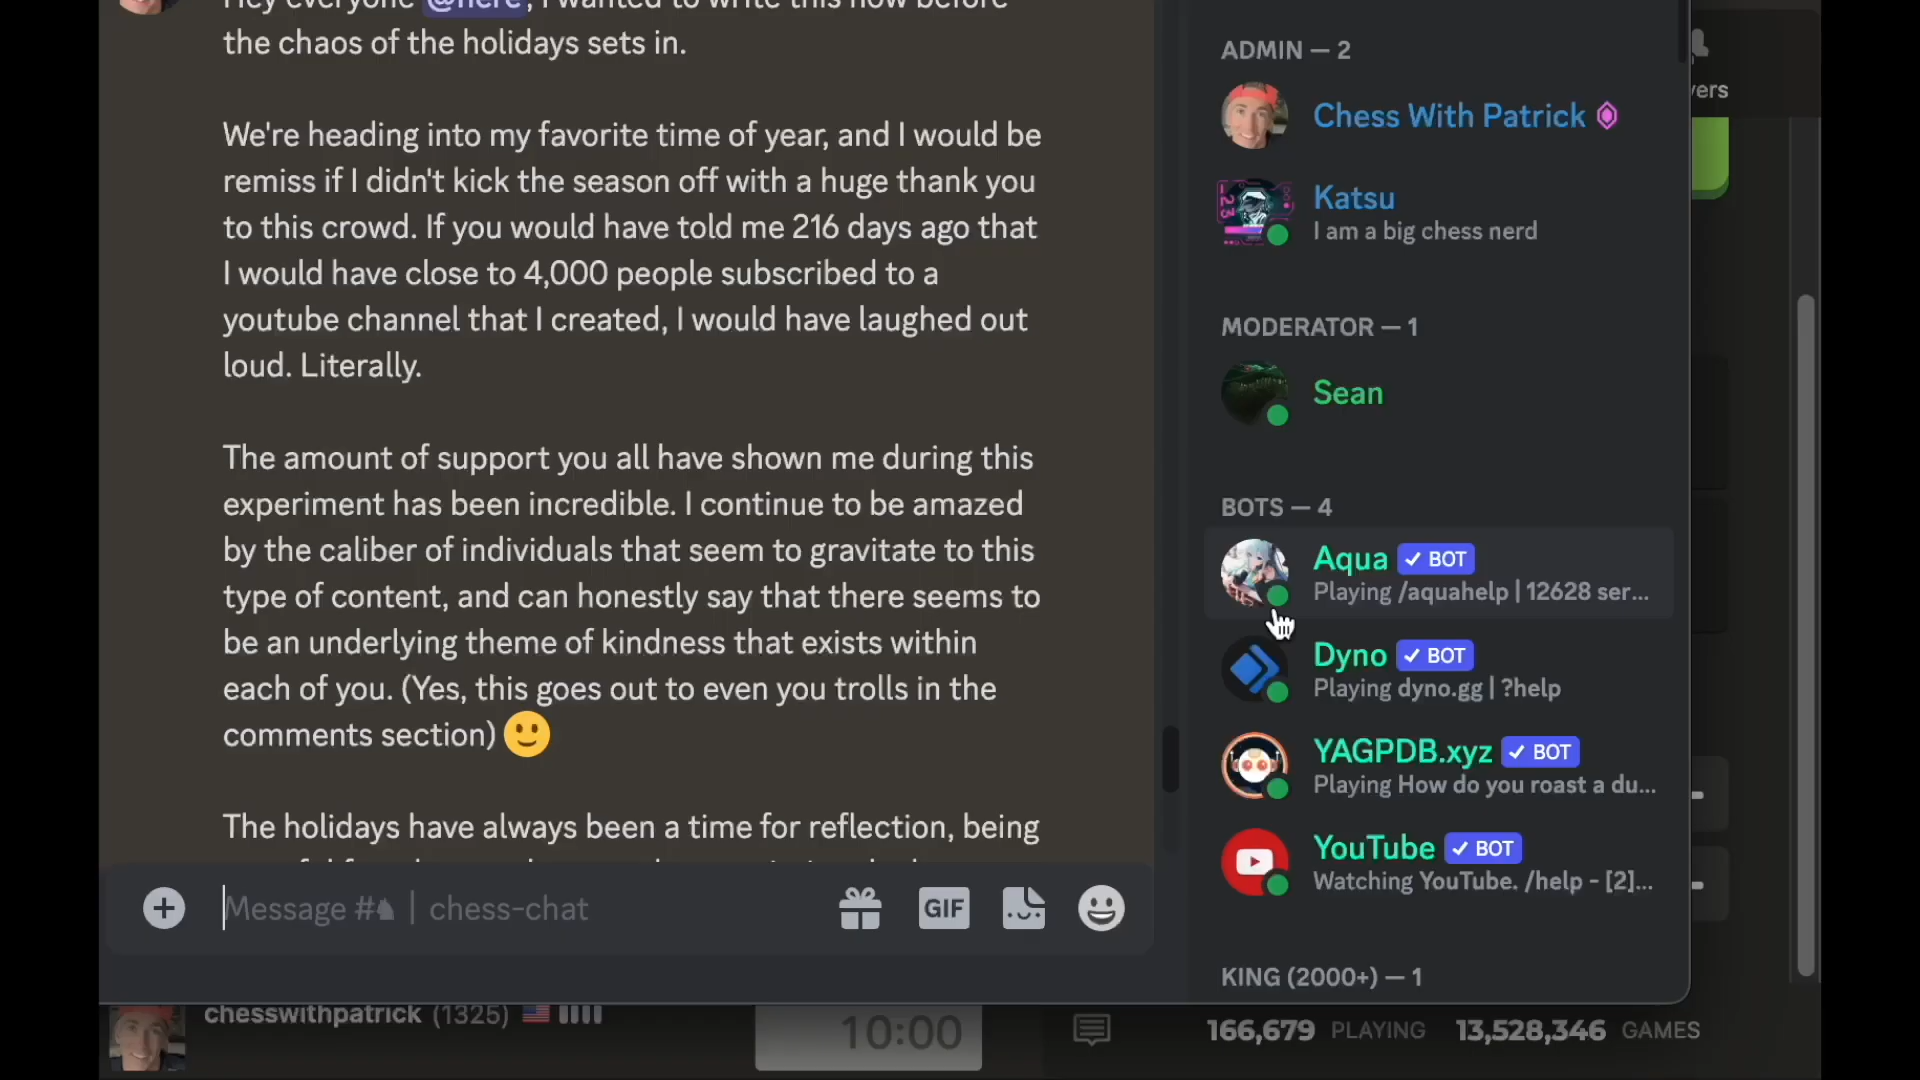 Hey everyone @here, I wanted to write this now before
the chaos of the holidays sets in.
We're heading into my favorite time of year, and I would be
remiss if I didn't kick the season off with a huge thank you
to this crowd. If you would have told me 216 days ago that
I would have close to 4,000 people subscribed to a
youtube channel that I created, I would have laughed out
loud. Literally.
The amount of support you all have shown me during this
experiment has been incredible. I continue to be amazed
by the caliber of individuals that seem to gravitate to this
type of content, and can honestly say that there seems to
be an underlying theme of kindness that exists within
each of you. (Yes, this goes out to even you trolls in the
comments section)
The holidays have always been a time for reflection, being
Message #♞ | chess-chat
GIF
ADMIN — 2
Chess With Patrick
Katsu
I am a big chess nerd
MODERATOR — 1
Sean
BOTS — 4
Aqua ✓ BOT
Playing /aquahelp | 12628 ser...
Dyno ✓ BOT
Playing dyno.gg | ?help
YAGPDB.xyz ✓ BOT
Playing How do you roast a du...
YouTube ✓ BOT
Watching YouTube. /help - [2]...
KING (2000+) — 1
yers
chesswithpatrick (1325)
10:00
166,679 PLAYING 13,528,346 GAMES